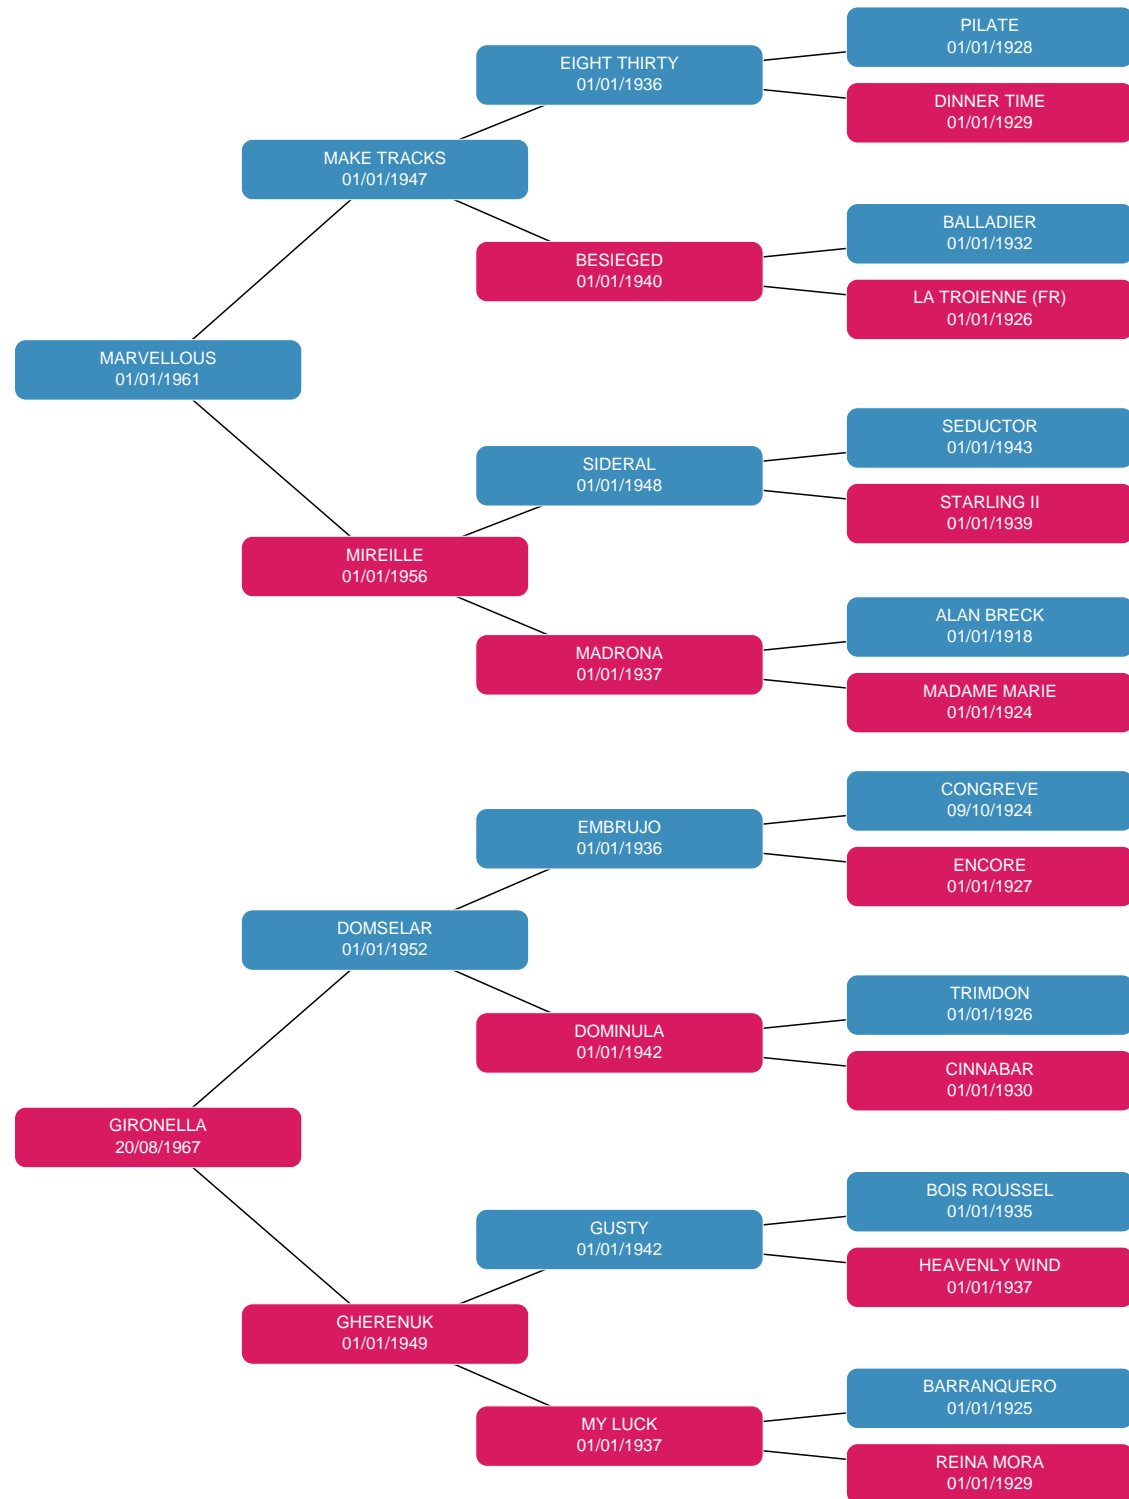 PILATE
01/01/1928
EIGHT THIRTY
01/01/1936
DINNER TIME
01/01/1929
MAKE TRACKS
01/01/1947
BALLADIER
01/01/1932
BESIEGED
01/01/1940
LA TROIENNE (FR)
01/01/1926
MARVELLOUS
01/01/1961
SEDUCTOR
01/01/1943
SIDERAL
01/01/1948
STARLING II
01/01/1939
MIREILLE
01/01/1956
ALAN BRECK
01/01/1918
MADRONA
01/01/1937
MADAME MARIE
01/01/1924
CONGREVE
09/10/1924
EMBRUJO
01/01/1936
ENCORE
01/01/1927
DOMSELAR
01/01/1952
TRIMDON
01/01/1926
DOMINULA
01/01/1942
CINNABAR
01/01/1930
GIRONELLA
20/08/1967
BOIS ROUSSEL
01/01/1935
GUSTY
01/01/1942
HEAVENLY WIND
01/01/1937
GHERENUK
01/01/1949
BARRANQUERO
01/01/1925
MY LUCK
01/01/1937
REINA MORA
01/01/1929